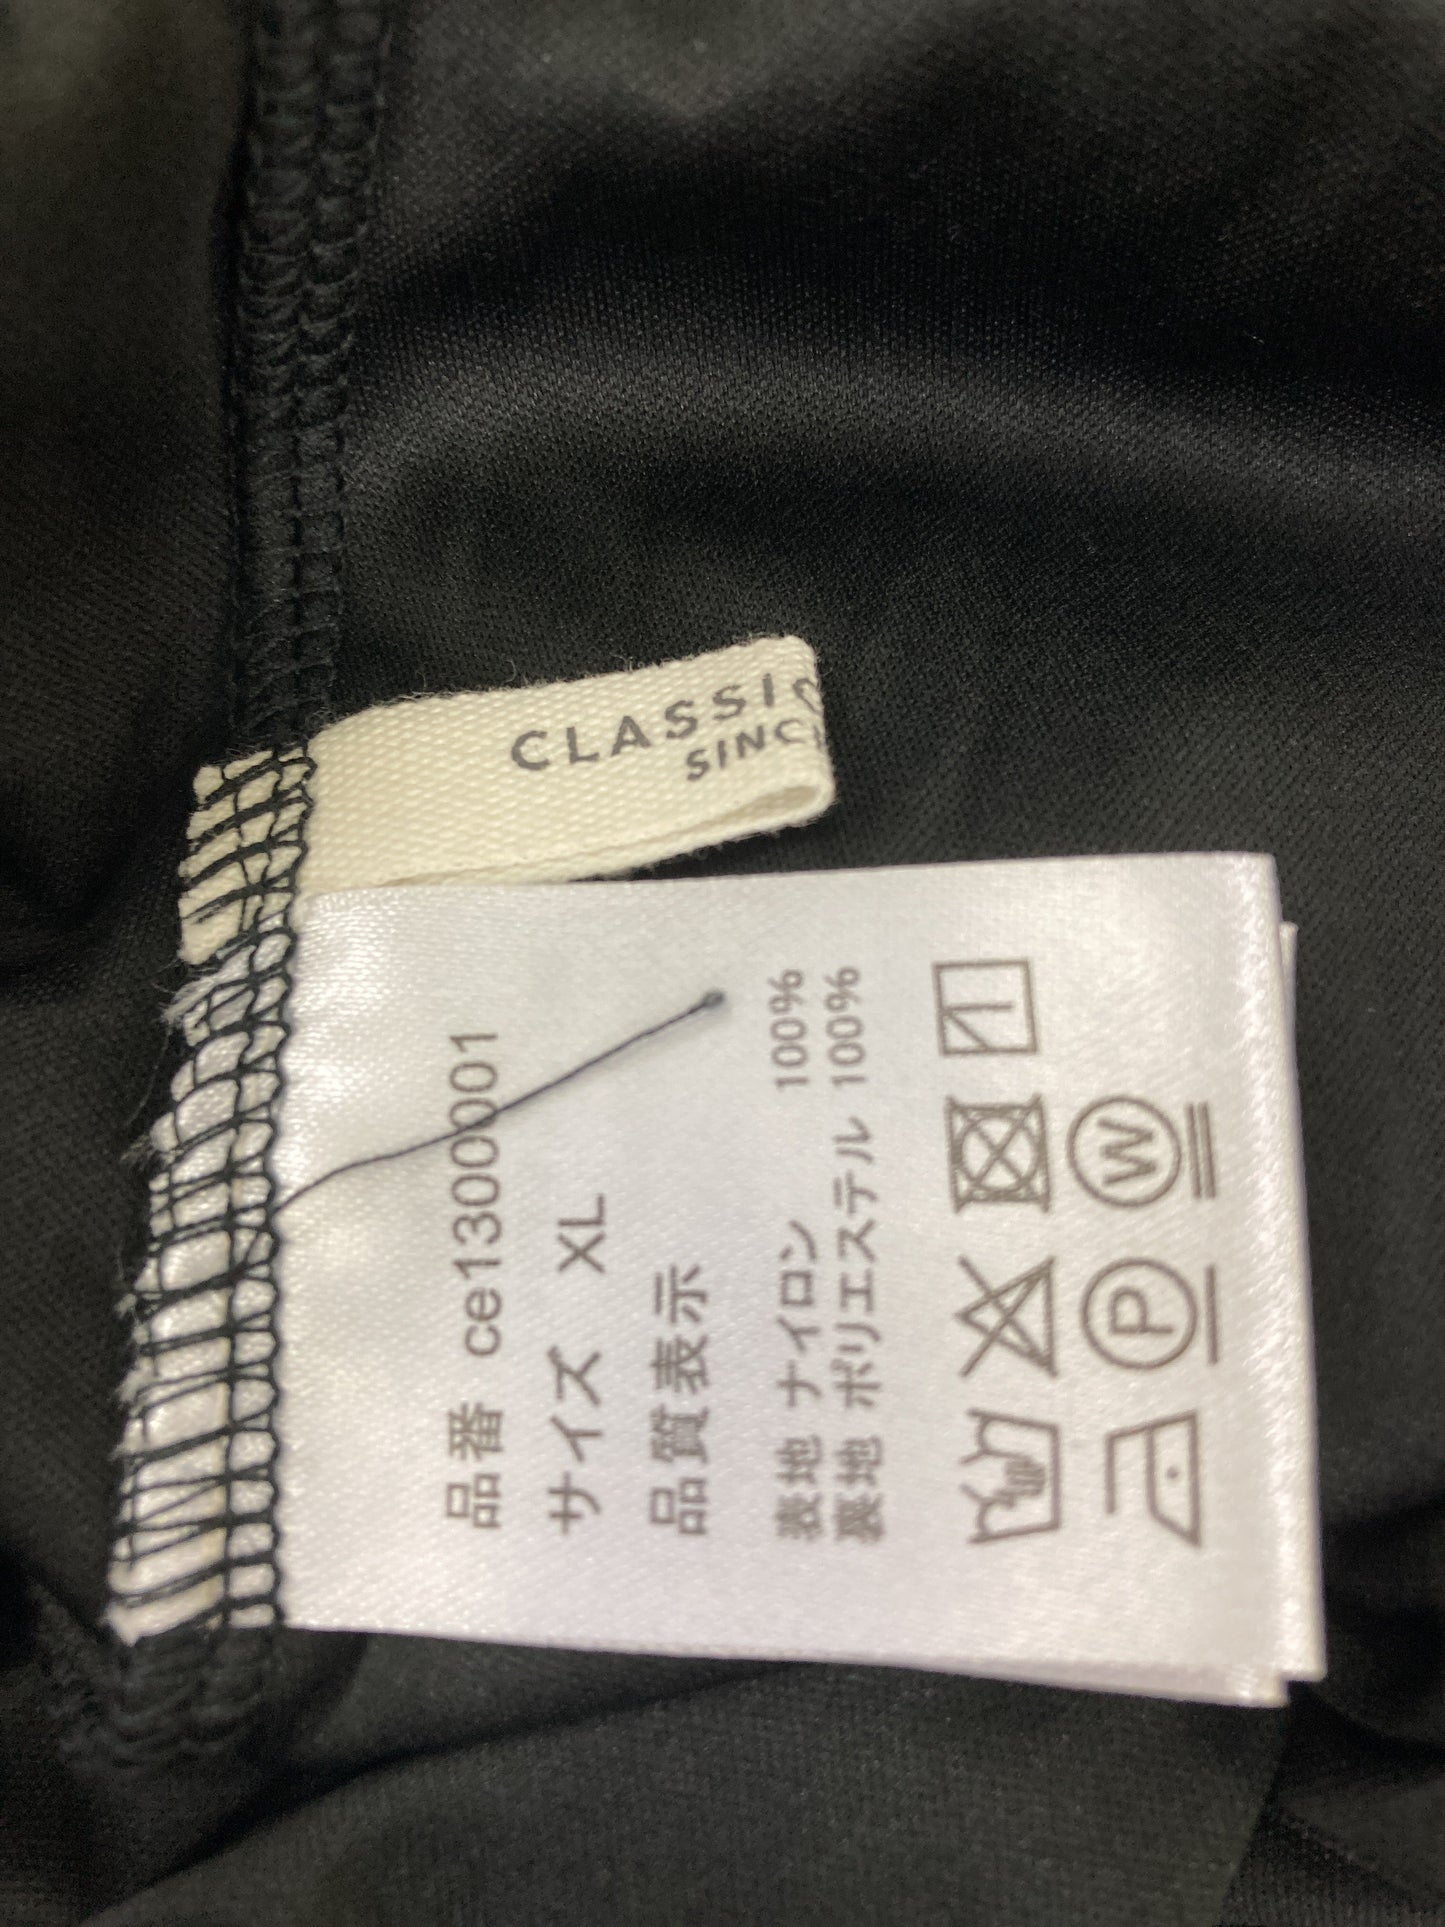 CLASSI
SINC
品番 ce1300001
サイズ XL
品質表示
表地 ナイロン 100%
裏地 ポリエステル 100%
P W